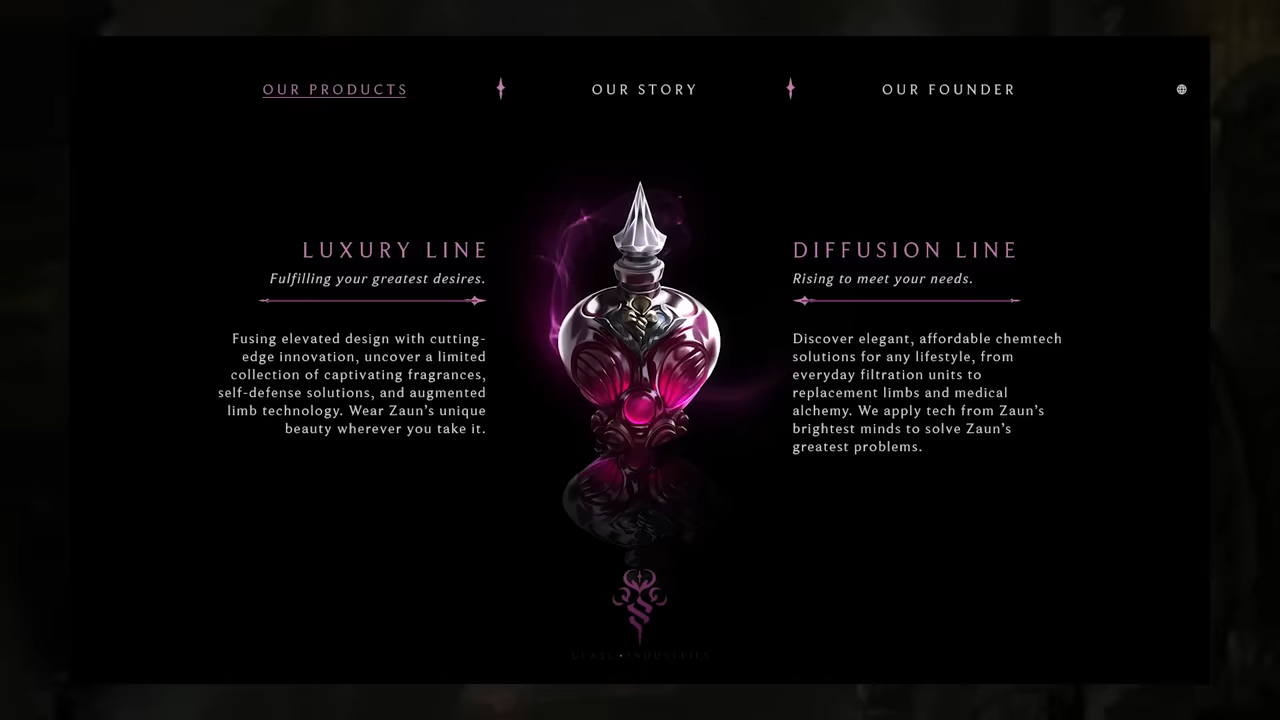 OUR PRODUCTS
OUR STORY
OUR FOUNDER
LUXURY LINE
Fulfilling your greatest desires.
Fusing elevated design with cutting-
edge innovation, uncover a limited
collection of captivating fragrances,
self-defense solutions, and augmented
limb technology. Wear Zaun's unique
beauty wherever you take it.
DIFFUSION LINE
Rising to meet your needs.
Discover elegant, affordable chemtech
solutions for any lifestyle, from
everyday filtration units to
replacement limbs and medical
alchemy. We apply tech from Zaun's
brightest minds to solve Zaun's
greatest problems.
INDUSTRIES